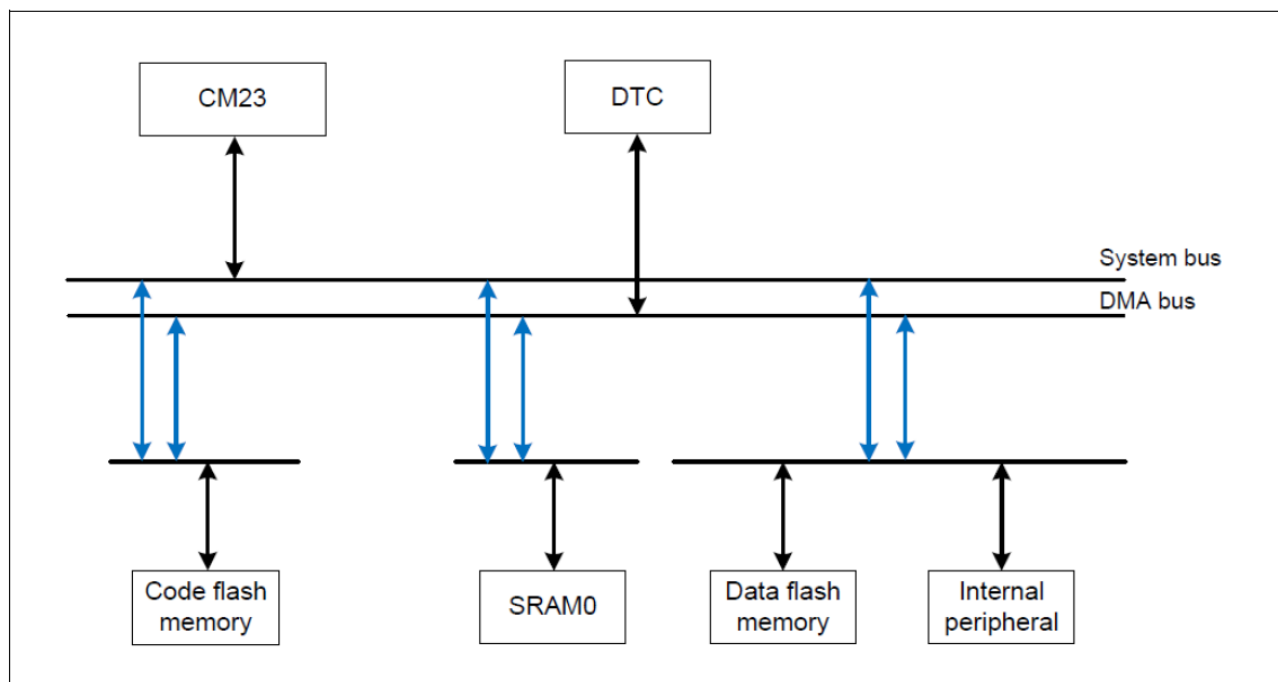 CM23
DTC
System bus
DMA bus
Code flash
memory
SRAM0
Data flash
memory
Internal
peripheral